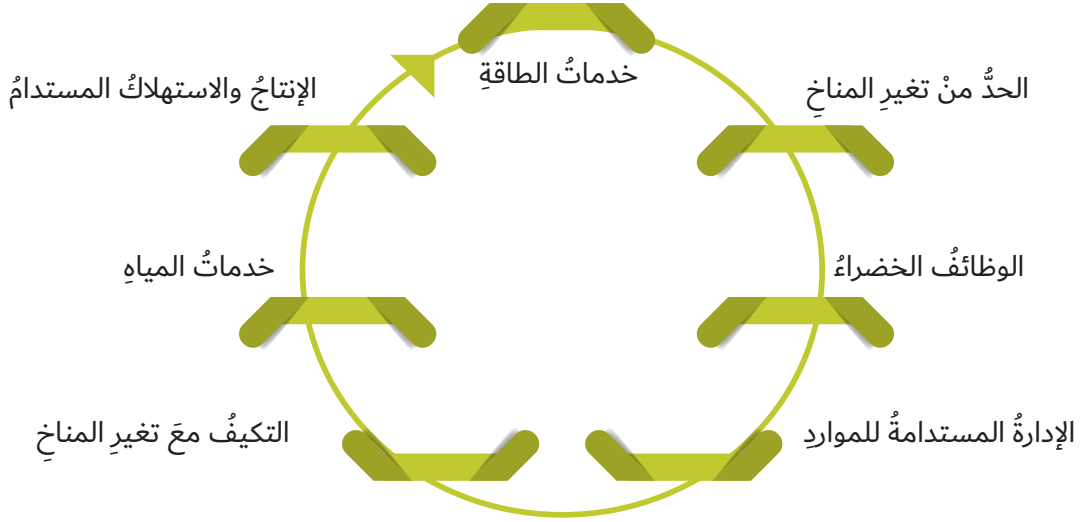 خدماتُ الطاقةِ
الحدُّ منْ تغيرِ المناخِ
الإنتاجُ والاستهلاكُ المستدامُ
الوظائفُ الخضراءُ
خدماتُ المياهِ
الإدارةُ المستدامةُ للمواردِ
التكيفُ معَ تغيرِ المناخِ